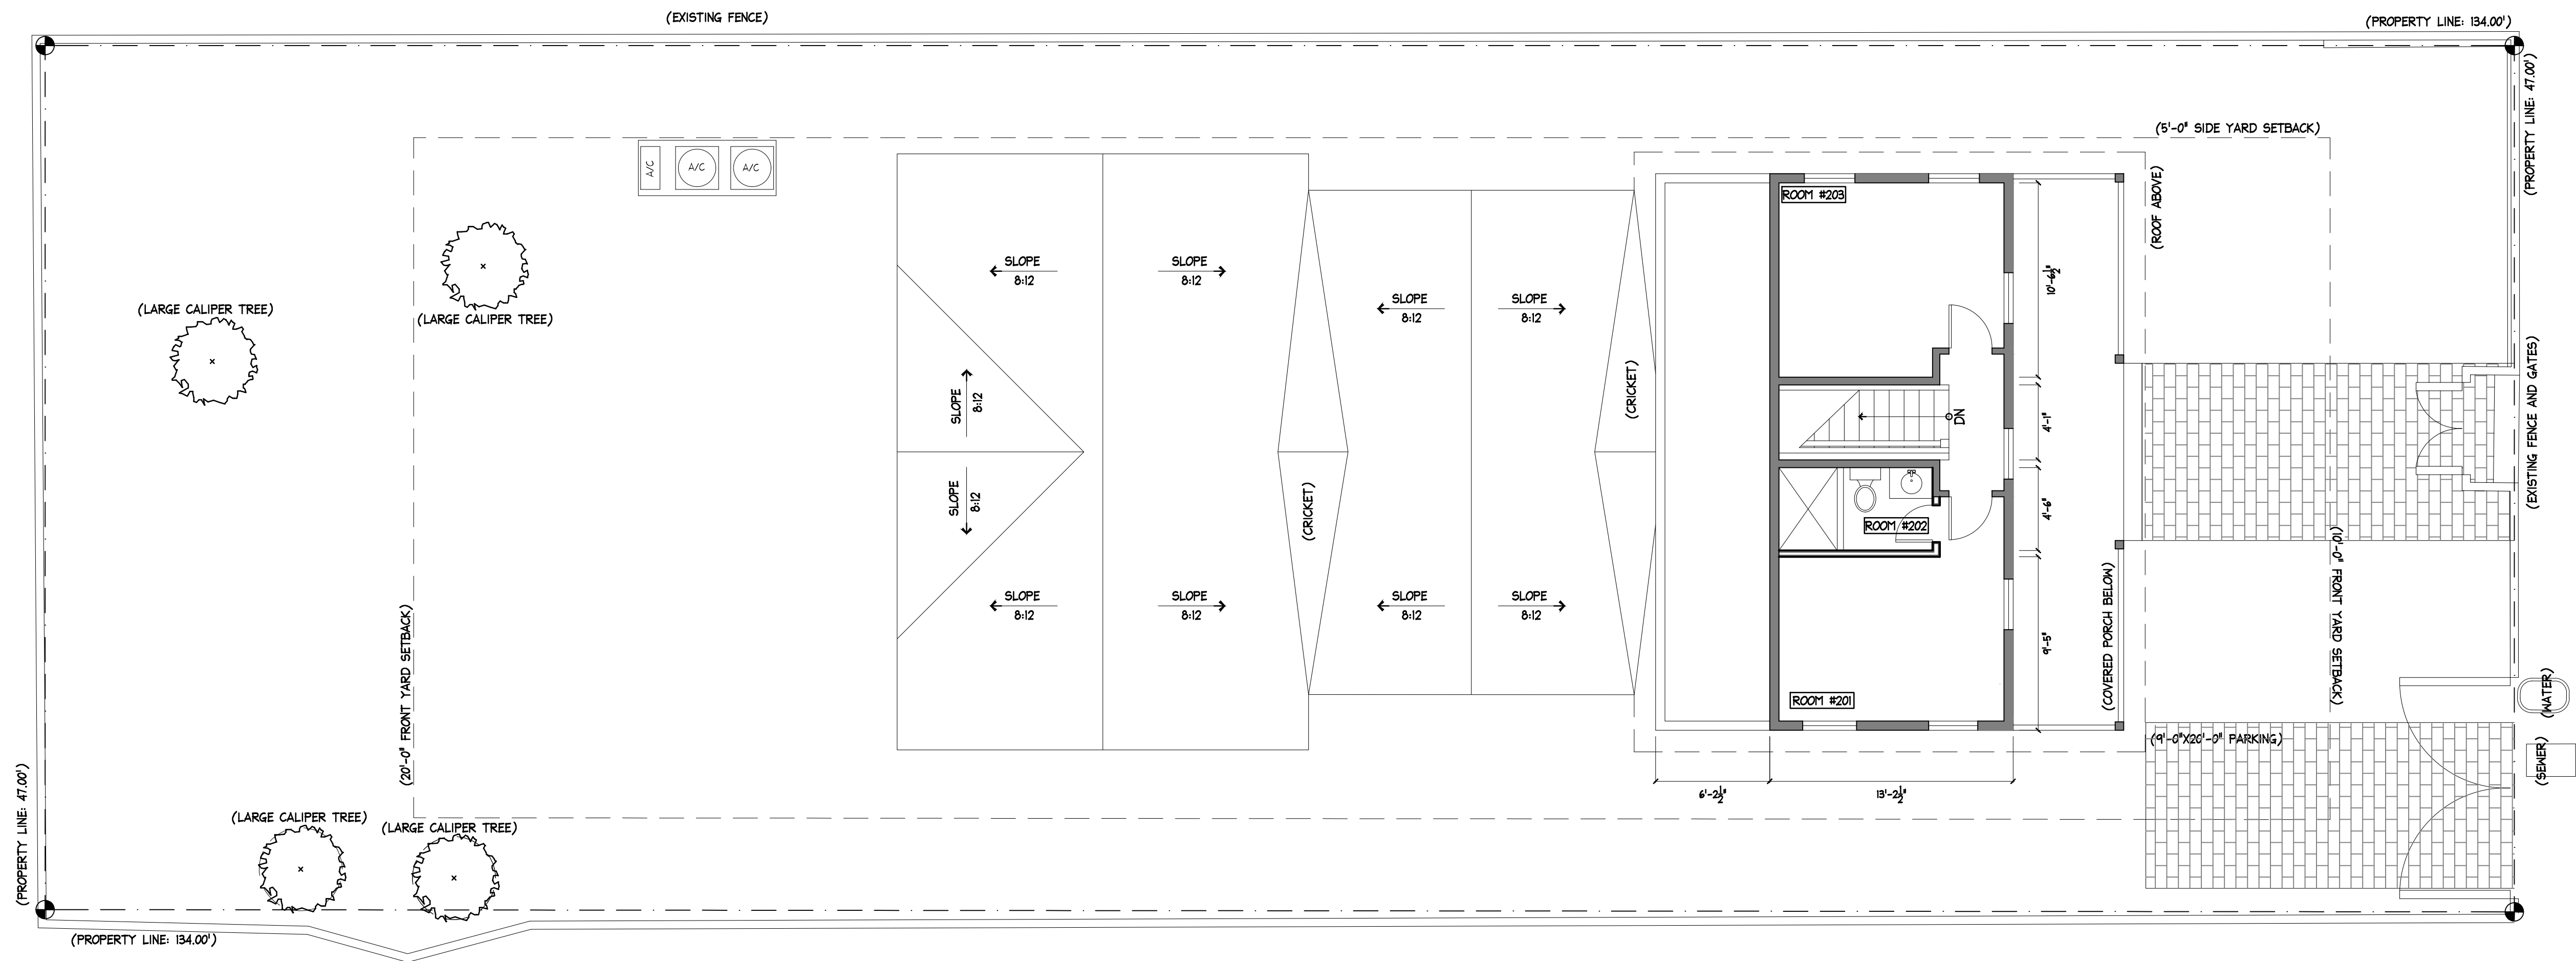 (EXISTING FENCE)
(PROPERTY LINE: 134.00')
(PROPERTY LINE: 47.00')
(5'-0" SIDE YARD SETBACK)
A/C
A/C
A/C
(ROOF ABOVE)
ROOM #203
SLOPE
8:12
SLOPE
8:12
10'-6½"
SLOPE
8:12
SLOPE
8:12
(LARGE CALIPER TREE)
(LARGE CALIPER TREE)
SLOPE
8:12
(CRICKET)
DN
4'-1"
(EXISTING FENCE AND GATES)
SLOPE
8:12
(CRICKET)
4'-6"
ROOM #202
SLOPE
8:12
SLOPE
8:12
SLOPE
8:12
SLOPE
8:12
(20'-0" FRONT YARD SETBACK)
9'-5"
(COVERED PORCH BELOW)
(10'-0" FRONT YARD SETBACK)
ROOM #201
(WATER)
(9'-0"X20'-0" PARKING)
(SEWER)
6'-2½"
13'-2½"
(LARGE CALIPER TREE)
(LARGE CALIPER TREE)
(PROPERTY LINE: 47.00')
(PROPERTY LINE: 134.00')